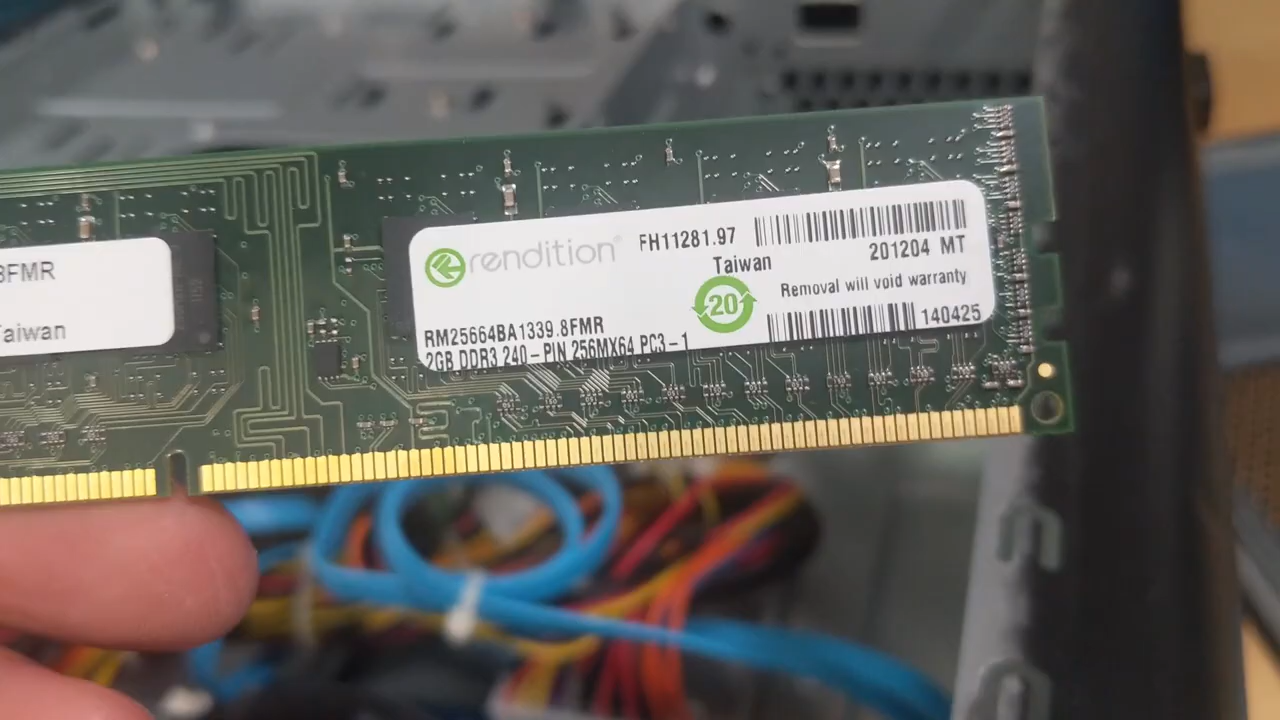 8FMR
Taiwan
rendition
FH11281.97
Taiwan
201204 MT
20
Removal will void warranty
140425
RM25664BA1339.8FMR
2GB DDR3 240-PIN 256MX64 PC3-1